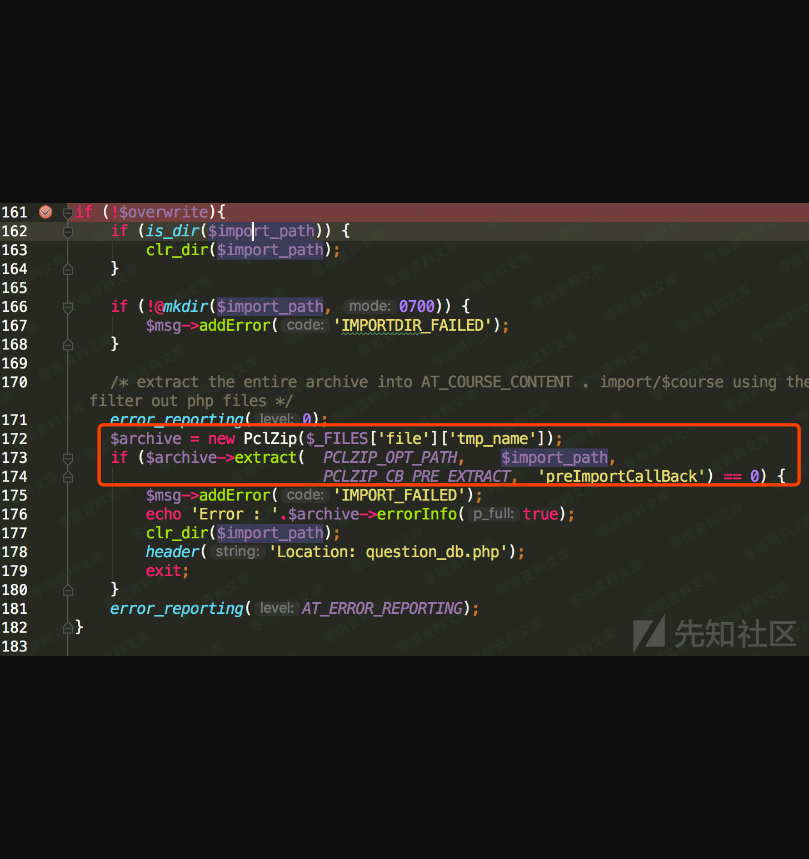 161 if (!$overwrite){
162 if (is_dir($import_path)) {
163 clr_dir($import_path);
164 }
165
166 if (!@mkdir($import_path, mode: 0700)) {
167 $msg->addError( code: 'IMPORTDIR_FAILED');
168 }
169
170 /* extract the entire archive into AT_COURSE_CONTENT . import/$course using the
filter out php files */
171 error_reporting( level: 0);
172 $archive = new PclZip($_FILES['file']['tmp_name']);
173 if ($archive->extract( PCLZIP_OPT_PATH, $import_path,
174 PCLZIP_CB_PRE_EXTRACT, 'preImportCallBack') == 0) {
175 $msg->addError( code: 'IMPORT_FAILED');
176 echo 'Error : '.$archive->errorInfo( p_full: true);
177 clr_dir($import_path);
178 header( string: 'Location: question_db.php');
179 exit;
180 }
181 error_reporting( level: AT_ERROR_REPORTING);
182 }
183
先知社区